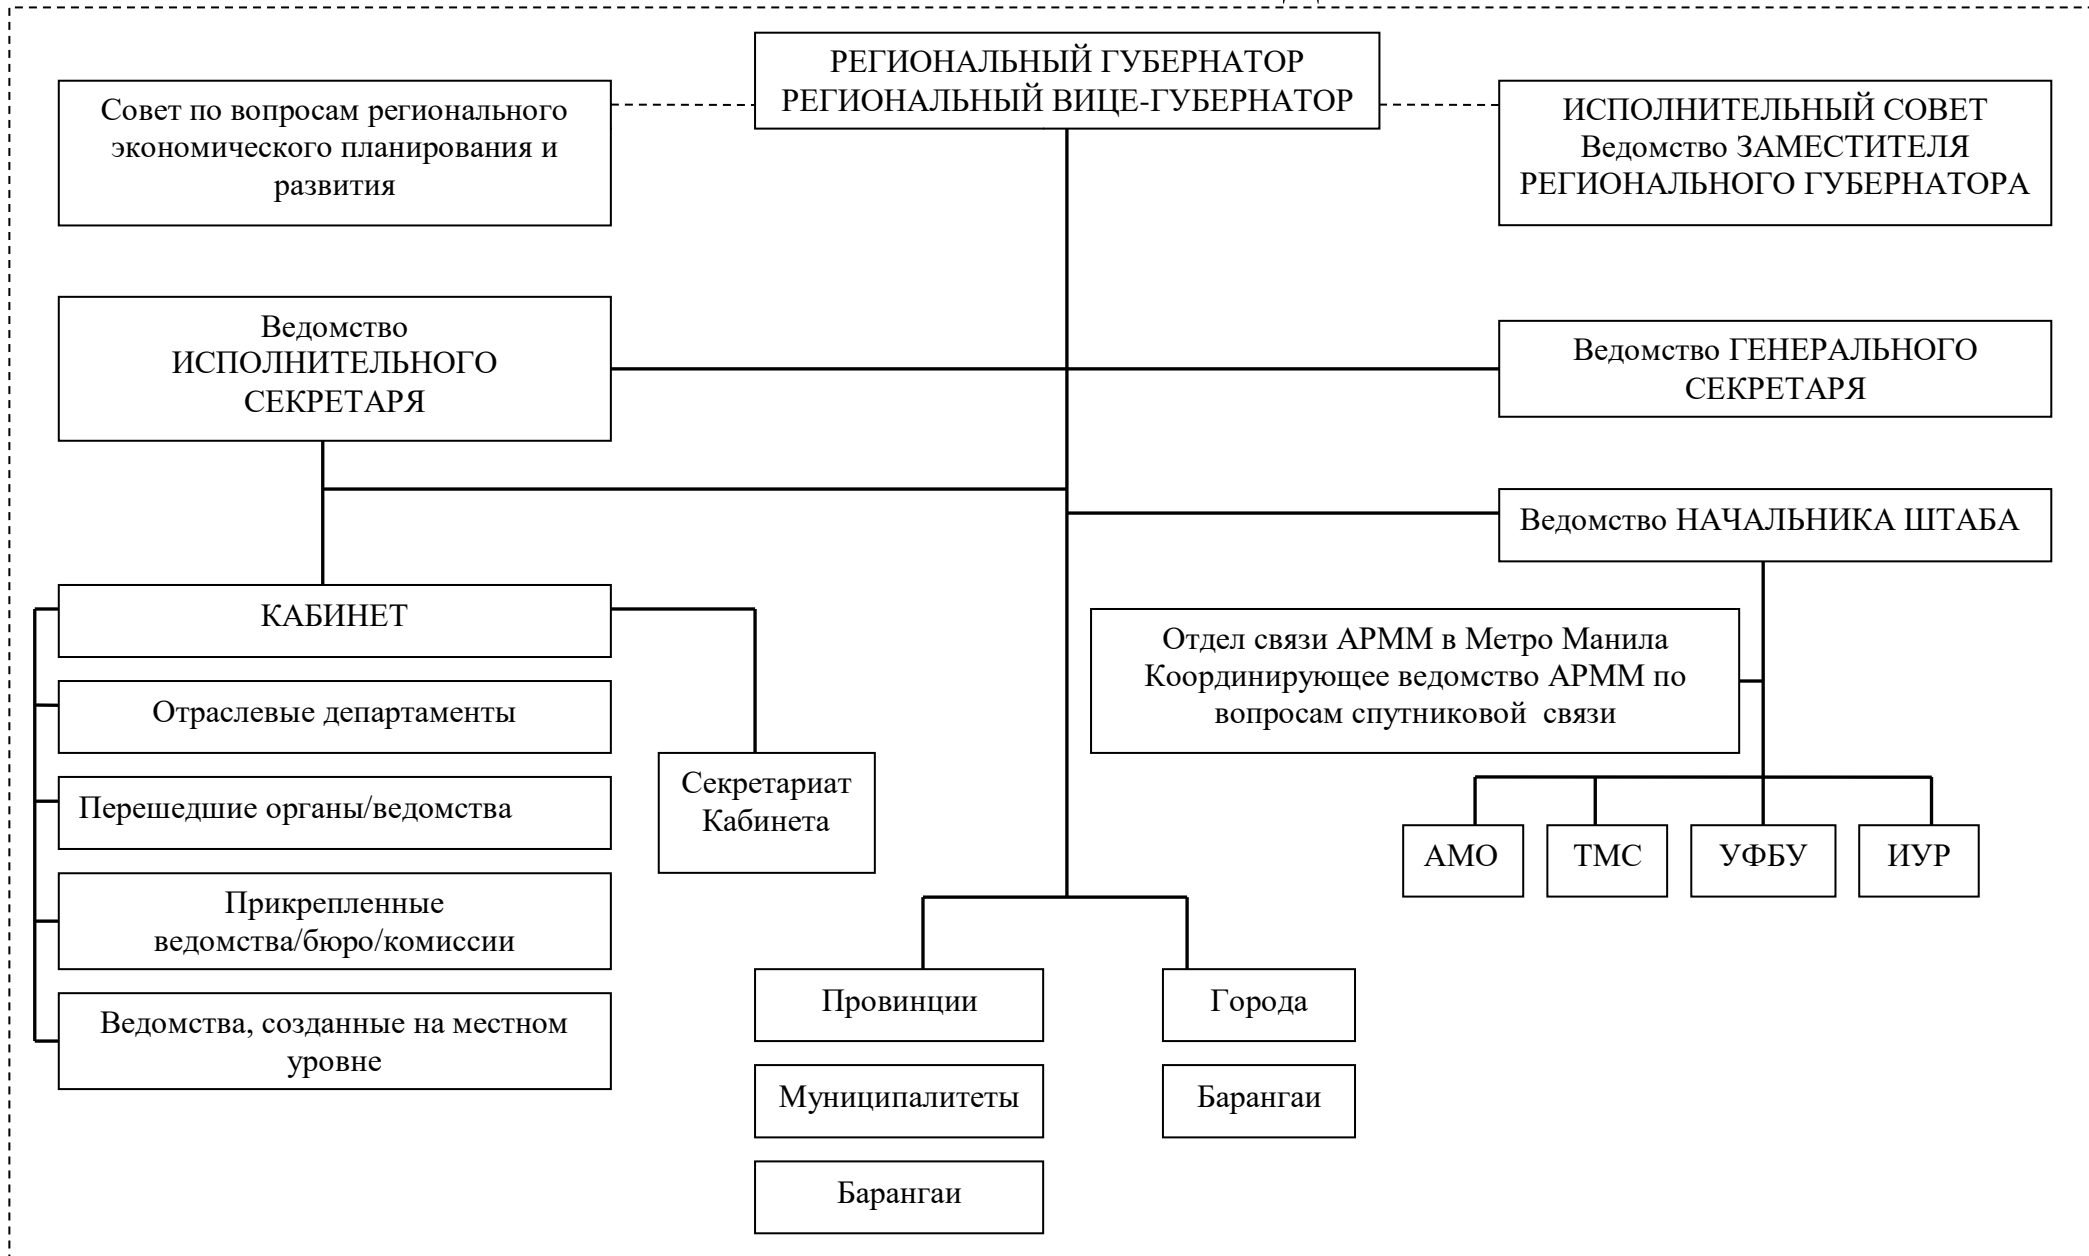 РЕГИОНАЛЬНЫЙ ГУБЕРНАТОР
РЕГИОНАЛЬНЫЙ ВИЦЕ-ГУБЕРНАТОР
Совет по вопросам регионального
экономического планирования и
развития
ИСПОЛНИТЕЛЬНЫЙ СОВЕТ
Ведомство ЗАМЕСТИТЕЛЯ
РЕГИОНАЛЬНОГО ГУБЕРНАТОРА
Ведомство
ИСПОЛНИТЕЛЬНОГО
СЕКРЕТАРЯ
Ведомство ГЕНЕРАЛЬНОГО
СЕКРЕТАРЯ
Ведомство НАЧАЛЬНИКА ШТАБА
КАБИНЕТ
Отдел связи АРММ в Метро Манила
Координирующее ведомство АРММ по
вопросам спутниковой связи
Отраслевые департаменты
Секретариат
Кабинета
Перешедшие органы/ведомства
АМО
ТМС
УФБУ
ИУР
Прикрепленные
ведомства/бюро/комиссии
Ведомства, созданные на местном
уровне
Провинции
Города
Муниципалитеты
Барангаи
Барангаи